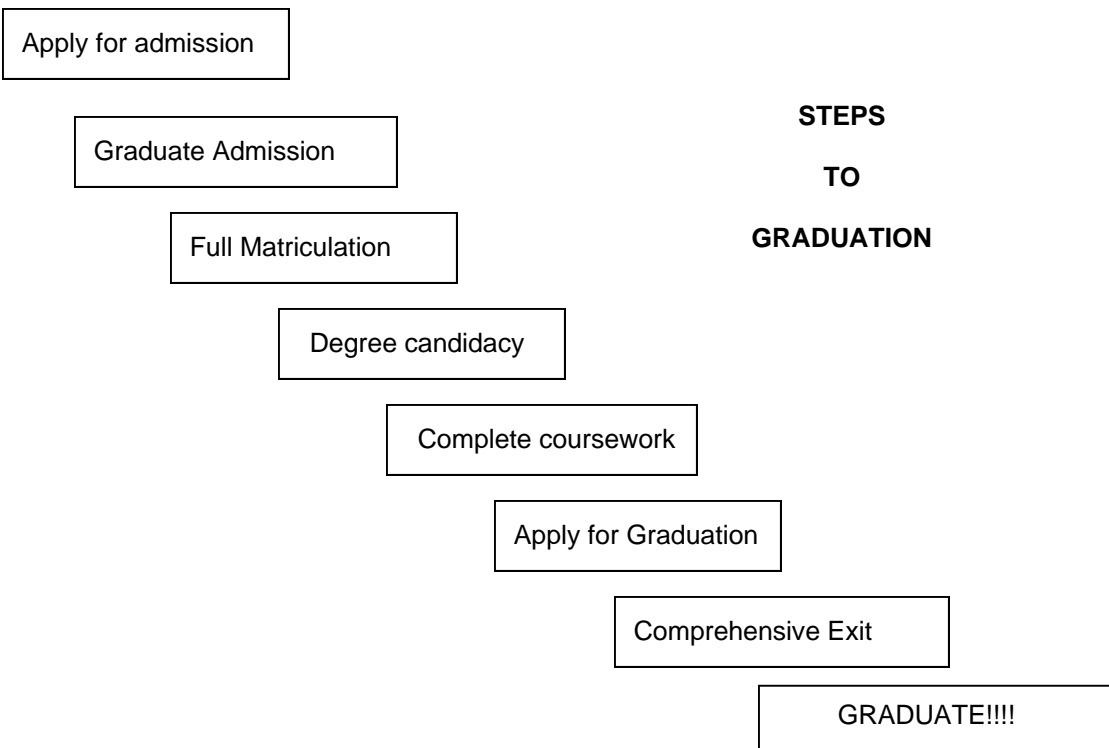 Apply for admission
STEPS
Graduate Admission
TO
Full Matriculation
GRADUATION
Degree candidacy
Complete coursework
Apply for Graduation
Comprehensive Exit
GRADUATE!!!!